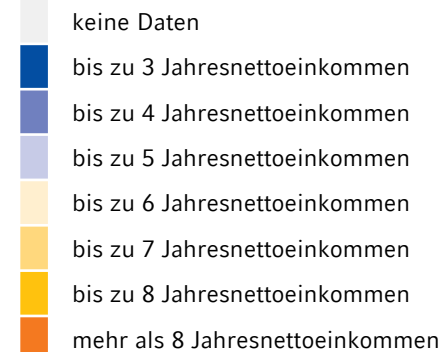 keine Daten
bis zu 3 Jahresnettoeinkommen
bis zu 4 Jahresnettoeinkommen
bis zu 5 Jahresnettoeinkommen
bis zu 6 Jahresnettoeinkommen
bis zu 7 Jahresnettoeinkommen
bis zu 8 Jahresnettoeinkommen
mehr als 8 Jahresnettoeinkommen